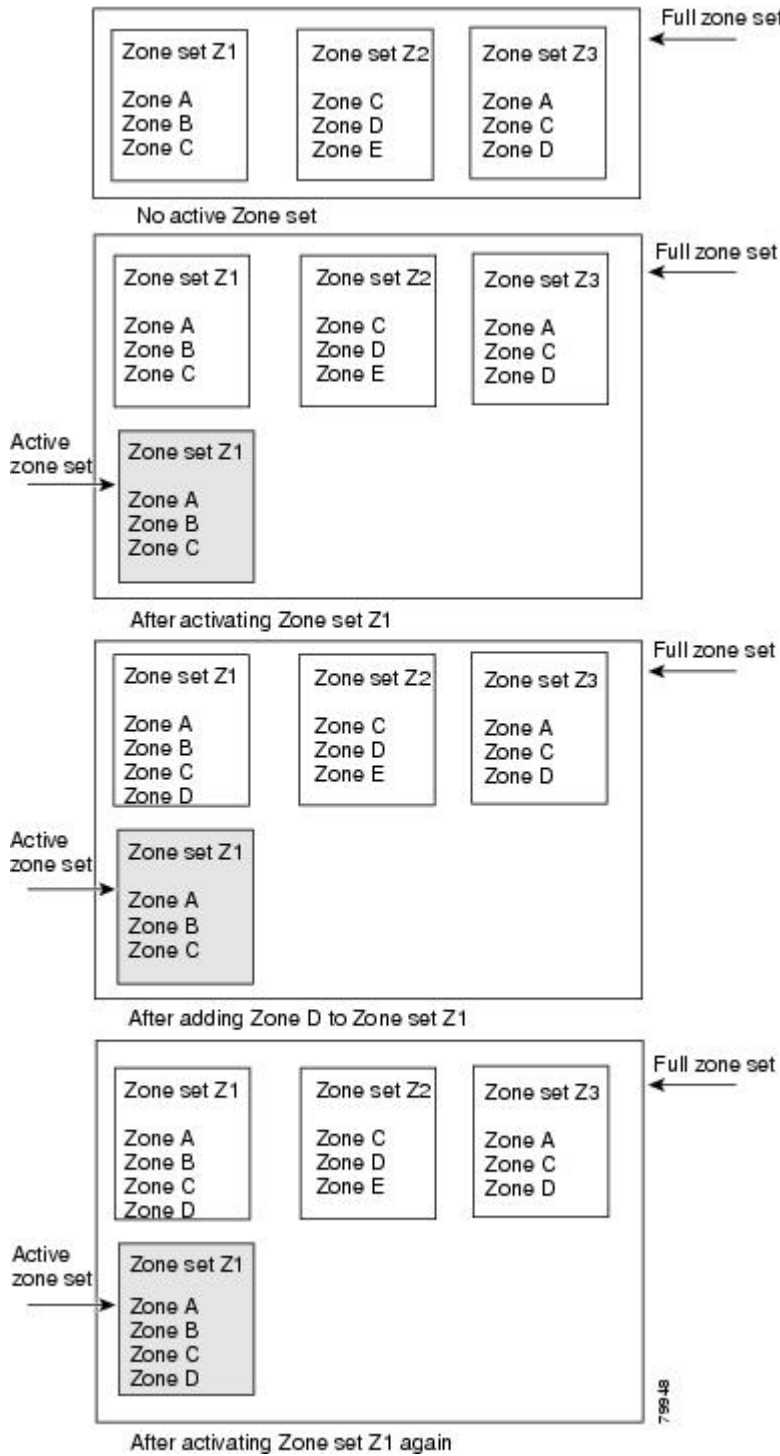 Full zone set
Zone set Z1
Zone A
Zone B
Zone C
Zone set Z2
Zone C
Zone D
Zone E
Zone set Z3
Zone A
Zone C
Zone D
No active Zone set
Full zone set
Zone set Z1
Zone A
Zone B
Zone C
Zone set Z2
Zone C
Zone D
Zone E
Zone set Z3
Zone A
Zone C
Zone D
Active
zone set
Zone set Z1
Zone A
Zone B
Zone C
After activating Zone set Z1
Full zone set
Zone set Z1
Zone A
Zone B
Zone C
Zone D
Zone set Z2
Zone C
Zone D
Zone E
Zone set Z3
Zone A
Zone C
Zone D
Active
zone set
Zone set Z1
Zone A
Zone B
Zone C
After adding Zone D to Zone set Z1
Full zone set
Zone set Z1
Zone A
Zone B
Zone C
Zone D
Zone set Z2
Zone C
Zone D
Zone E
Zone set Z3
Zone A
Zone C
Zone D
Active
zone set
Zone set Z1
Zone A
Zone B
Zone C
Zone D
79948
After activating Zone set Z1 again